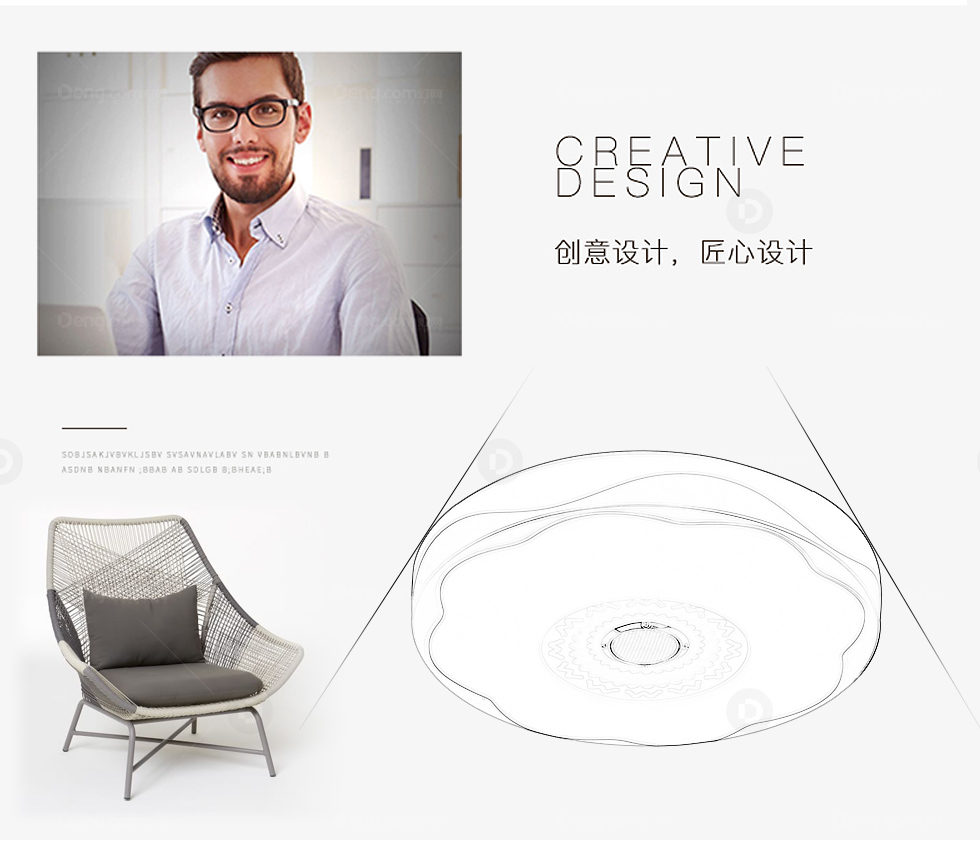 CREATIVE
DESIGN
创意设计，匠心设计
SOBJSAKJVBVKLJSBV SVSAVNAVLABV SN VBABNLBVNB B
ASDNB NBANFN ;BBAB AB SDLGB B;BHEAE;B